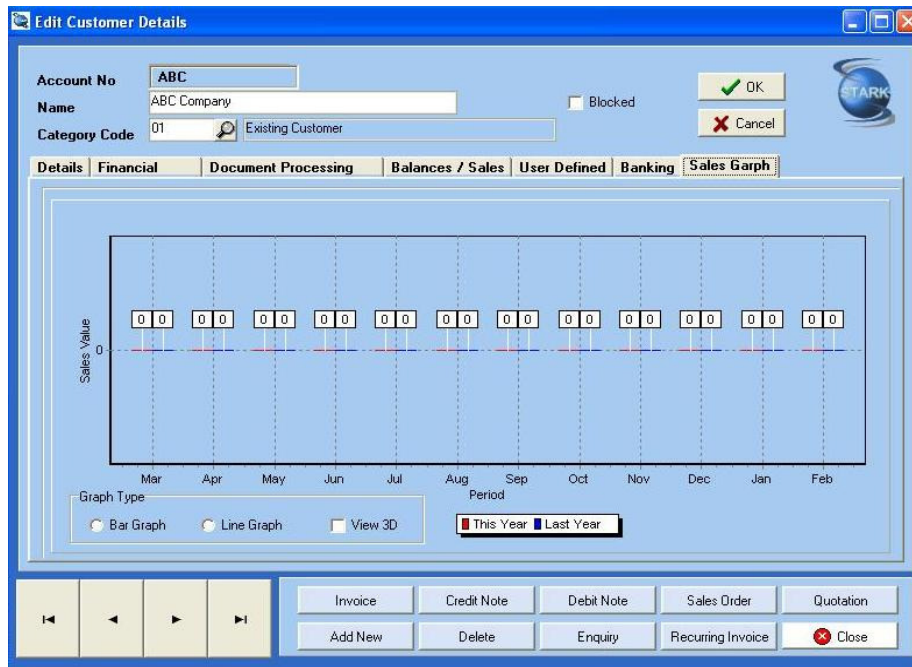 Edit Customer Details
Account No ABC
STARK
OK
Name ABC Company
Blocked
Cancel
Category Code 01 Existing Customer
Details Financial Document Processing Balances / Sales User Defined Banking Sales Garph
0 0 0 0 0 0 0 0 0 0 0 0 0 0 0 0 0 0 0 0 0 0 0 0
Sales Value
0
Mar Apr May Jun Jul Aug Sep Oct Nov Dec Jan Feb
Period
Graph Type
Bar Graph Line Graph View 3D
This Year Last Year
Invoice Credit Note Debit Note Sales Order Quotation
Add New Delete Enquiry Recurring Invoice Close